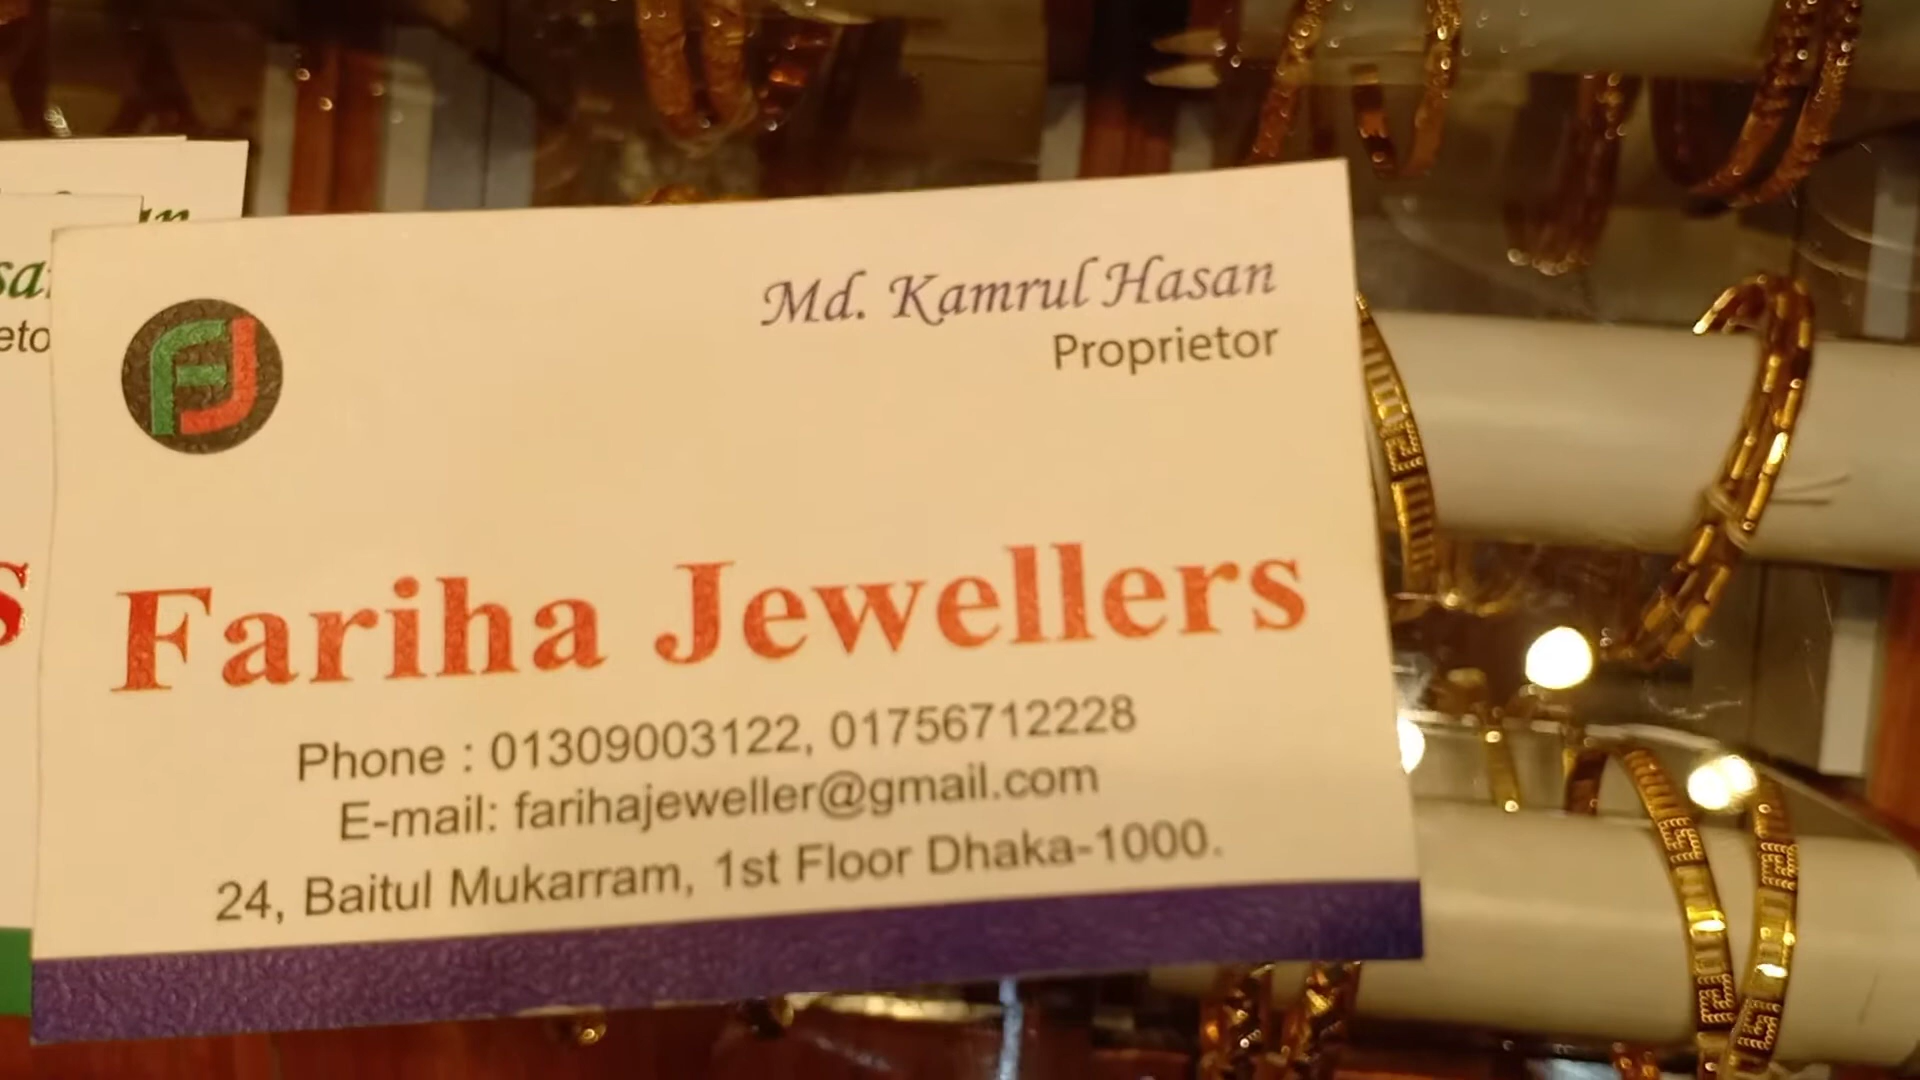 Md. Kamrul Hasan
Proprietor
FJ
Fariha Jewellers
Phone : 01309003122, 01756712228
E-mail: farihajeweller@gmail.com
24, Baitul Mukarram, 1st Floor Dhaka-1000.